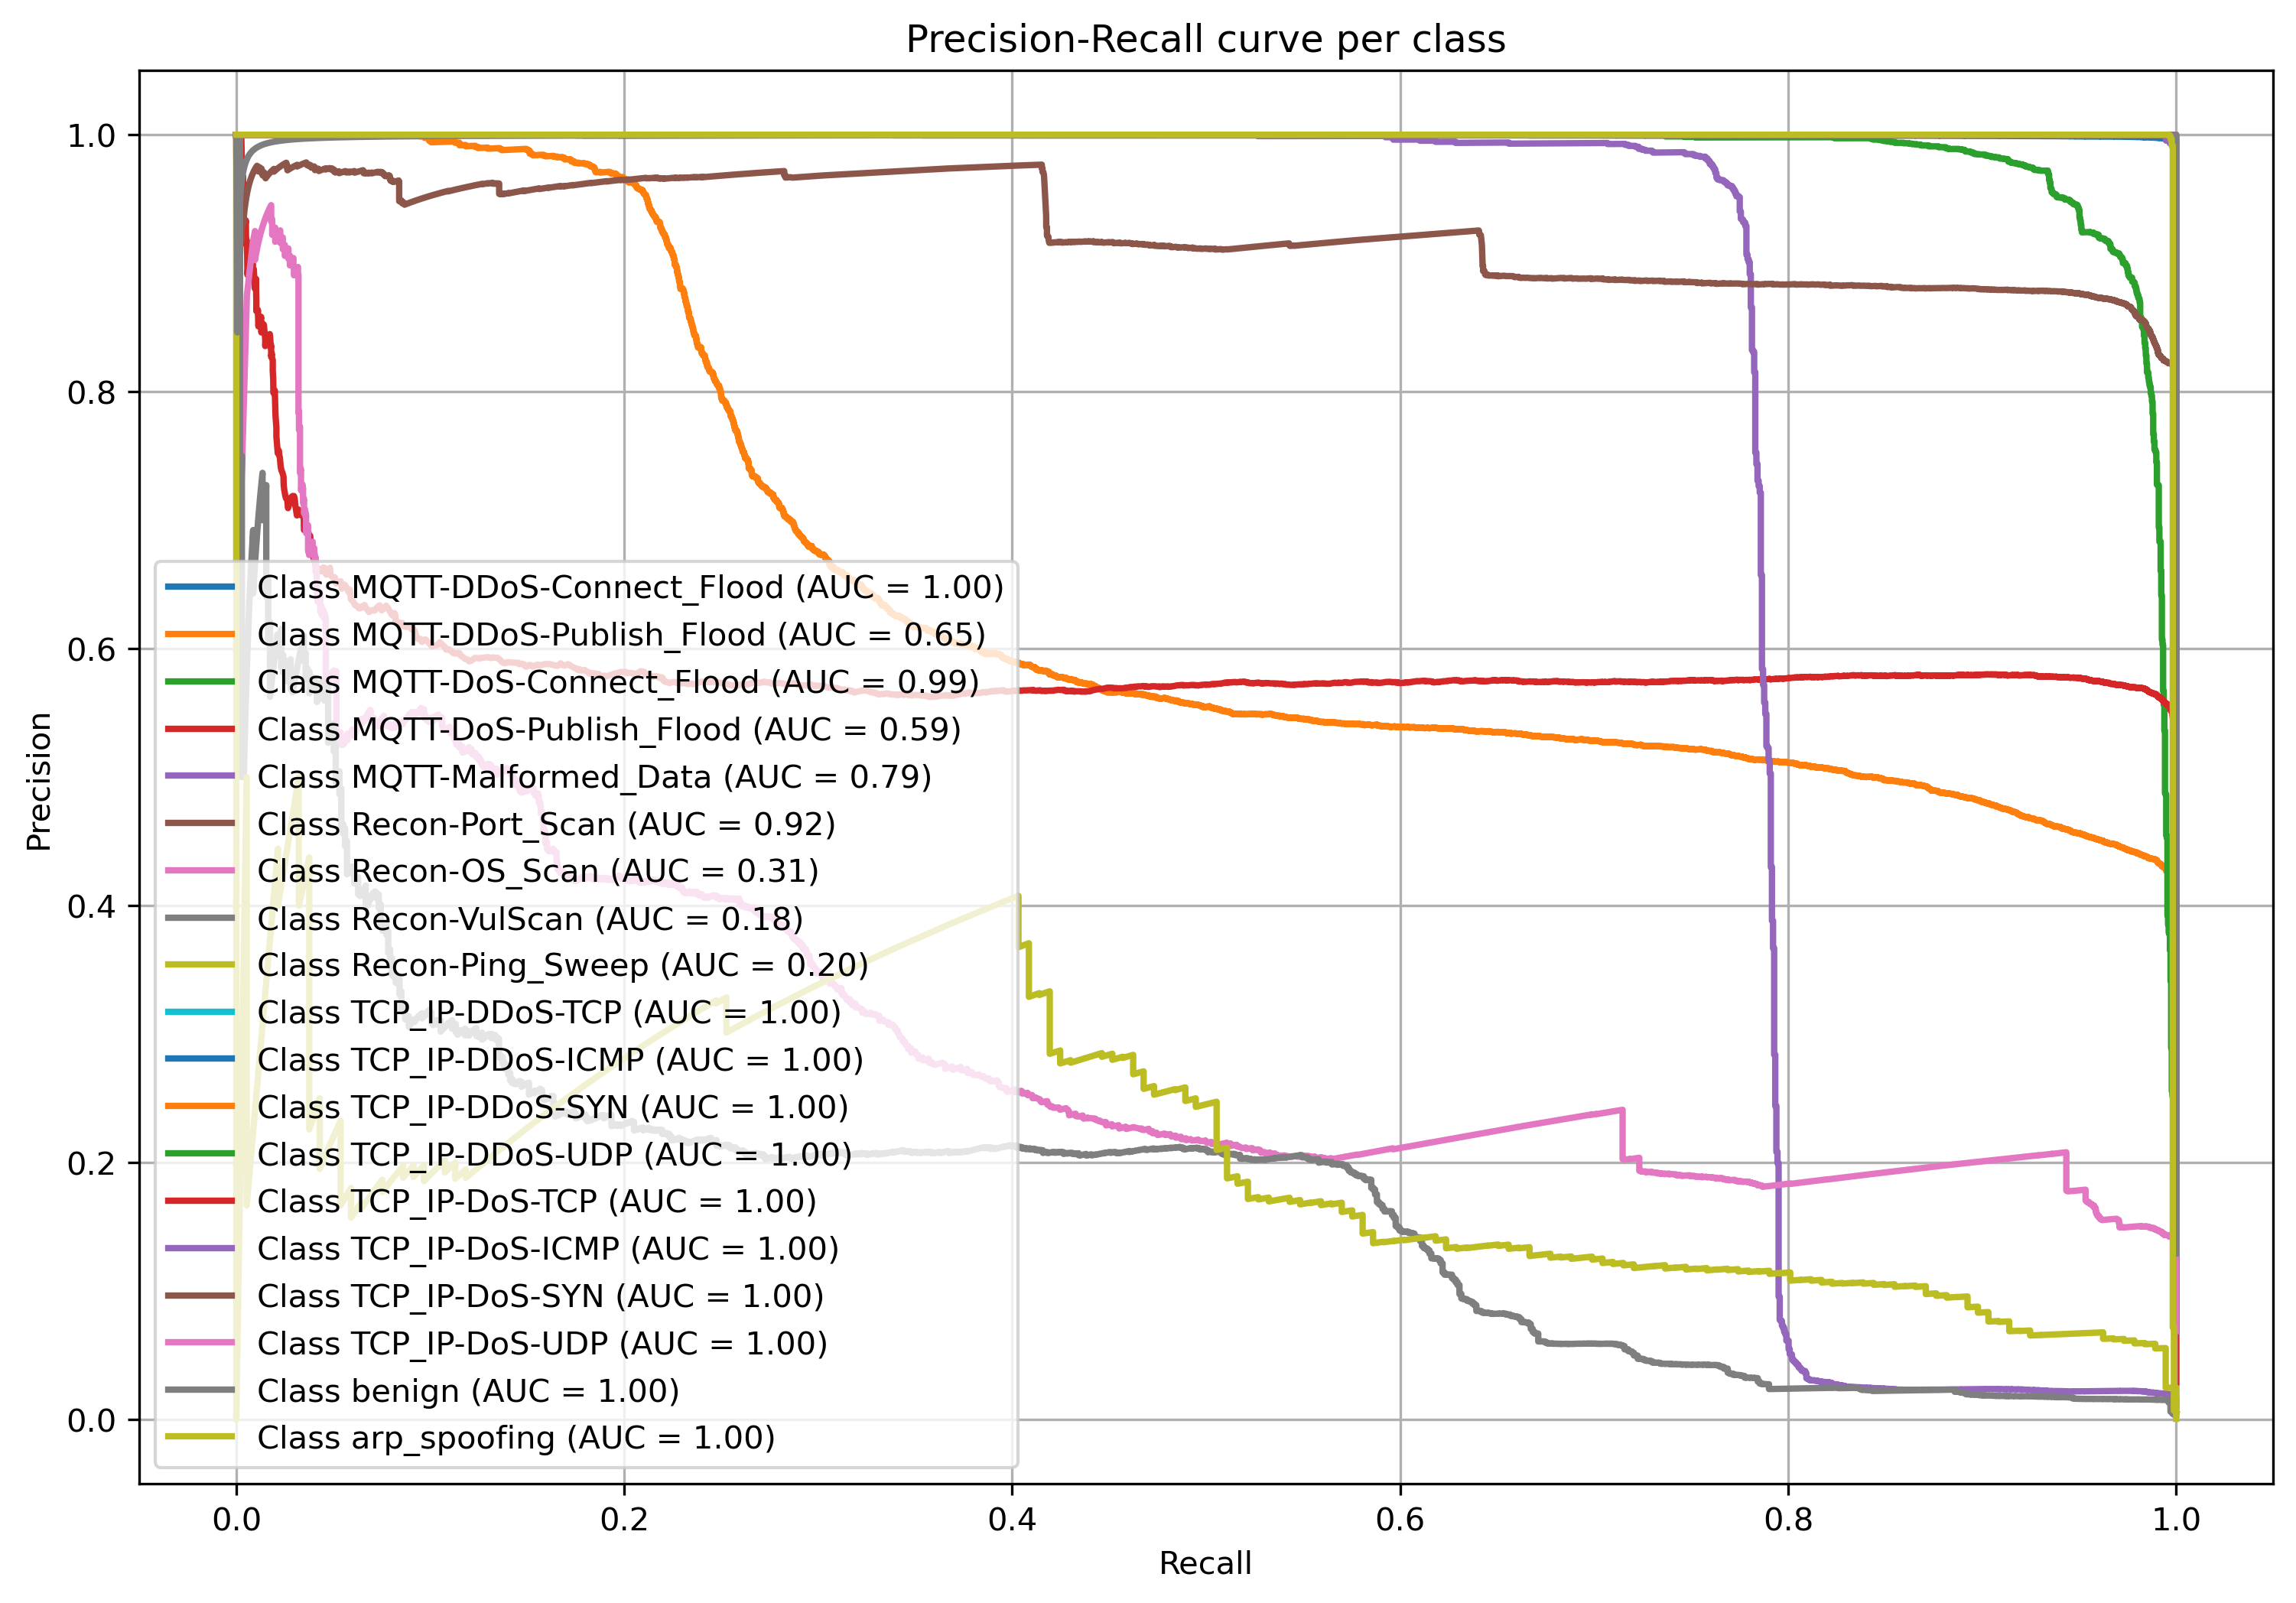 Precision-Recall curve per class
1.0
0.8
0.6
0.4
0.2
0.0
Precision
Class MQTT-DDoS-Connect_Flood (AUC = 1.00)
Class MQTT-DDoS-Publish_Flood (AUC = 0.65)
Class MQTT-DoS-Connect_Flood (AUC = 0.99)
Class MQTT-DoS-Publish_Flood (AUC = 0.59)
Class MQTT-Malformed_Data (AUC = 0.79)
Class Recon-Port_Scan (AUC = 0.92)
Class Recon-OS_Scan (AUC = 0.31)
Class Recon-VulScan (AUC = 0.18)
Class Recon-Ping_Sweep (AUC = 0.20)
Class TCP_IP-DDoS-TCP (AUC = 1.00)
Class TCP_IP-DDoS-ICMP (AUC = 1.00)
Class TCP_IP-DDoS-SYN (AUC = 1.00)
Class TCP_IP-DDoS-UDP (AUC = 1.00)
Class TCP_IP-DoS-TCP (AUC = 1.00)
Class TCP_IP-DoS-ICMP (AUC = 1.00)
Class TCP_IP-DoS-SYN (AUC = 1.00)
Class TCP_IP-DoS-UDP (AUC = 1.00)
Class benign (AUC = 1.00)
Class arp_spoofing (AUC = 1.00)
0.0 0.2 0.4 0.6 0.8 1.0
Recall